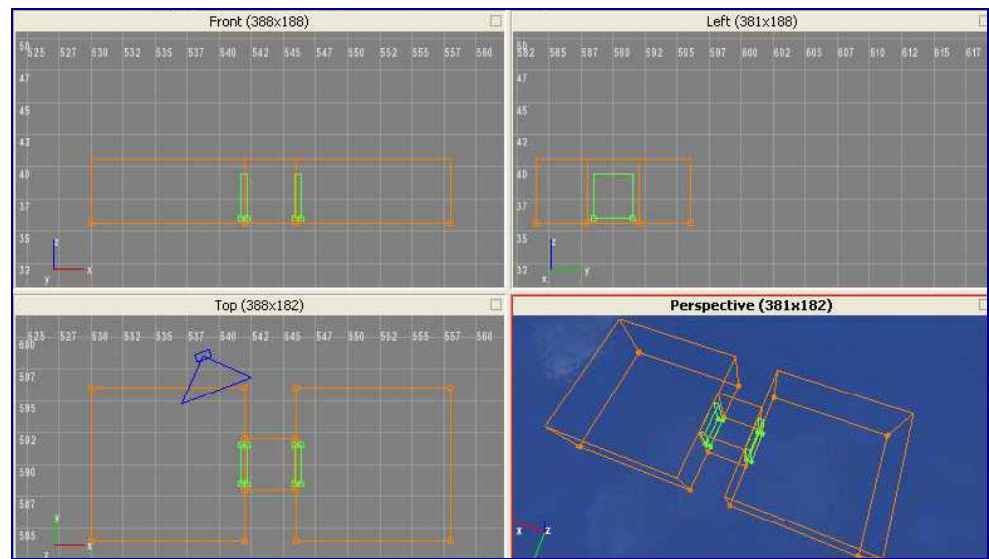 Front (388x188)
Left (381x188)
50
525 527 530 532 535 537 540 542 545 547 550 552 555 557 560
47
45
42
40
37
35
32
z
x
y
582 585 587 590 592 595 597 600 602 605 607 610 612 615 617
47
45
42
40
37
35
32
z
y
x
Top (388x182)
Perspective (381x182)
525 527 530 532 535 537 540 542 545 547 550 552 555 557 560
600
597
595
592
590
587
585
y
x
z
x
z